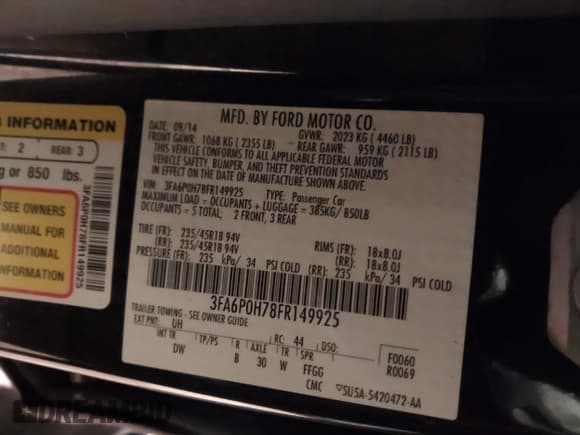 INFORMATION
2 REAR: 3
g or 850 lbs.
SEE OWNERS
MANUAL FOR
ADDITIONAL
INFORMATION
3FA6P0H78FR149925
MFD. BY FORD MOTOR CO.
DATE: 09/14 GVWR: 2023 KG ( 4460 LB)
FRONT GAWR: 1068 KG ( 2355 LB) REAR GAWR: 959 KG ( 2115 LB)
THIS VEHICLE CONFORMS TO ALL APPLICABLE FEDERAL MOTOR
VEHICLE SAFETY, BUMPER, AND THEFT PREVENTION STANDARDS
IN EFFECT ON THE DATE OF MANUFACTURE SHOWN ABOVE.
VIN: 3FA6P0H78FR149925 TYPE: Passenger Car
MAXIMUM LOAD = OCCUPANTS + LUGGAGE = 385KG/ 850LB
OCCUPANTS = 5 TOTAL; 2 FRONT, 3 REAR
TIRE (FR): 235/45R18 94V RIMS (FR): 18x8.0J
(RR): 235/45R18 94V (RR): 18x8.0J
PRESSURE (FR): 235 kPa/ 34 PSI COLD (RR): 235 kPa/ 34 PSI COLD
3FA6P0H78FR149925
TRAILER TOWING - SEE OWNER GUIDE
EXT PNT: UH RC: 44 DSO: F0060
INT TR TP/PS R AXLE TR SPR R0069
DW B 30 W FFGG
CMC ▽5U5A-5420472-AA
DREAMBID